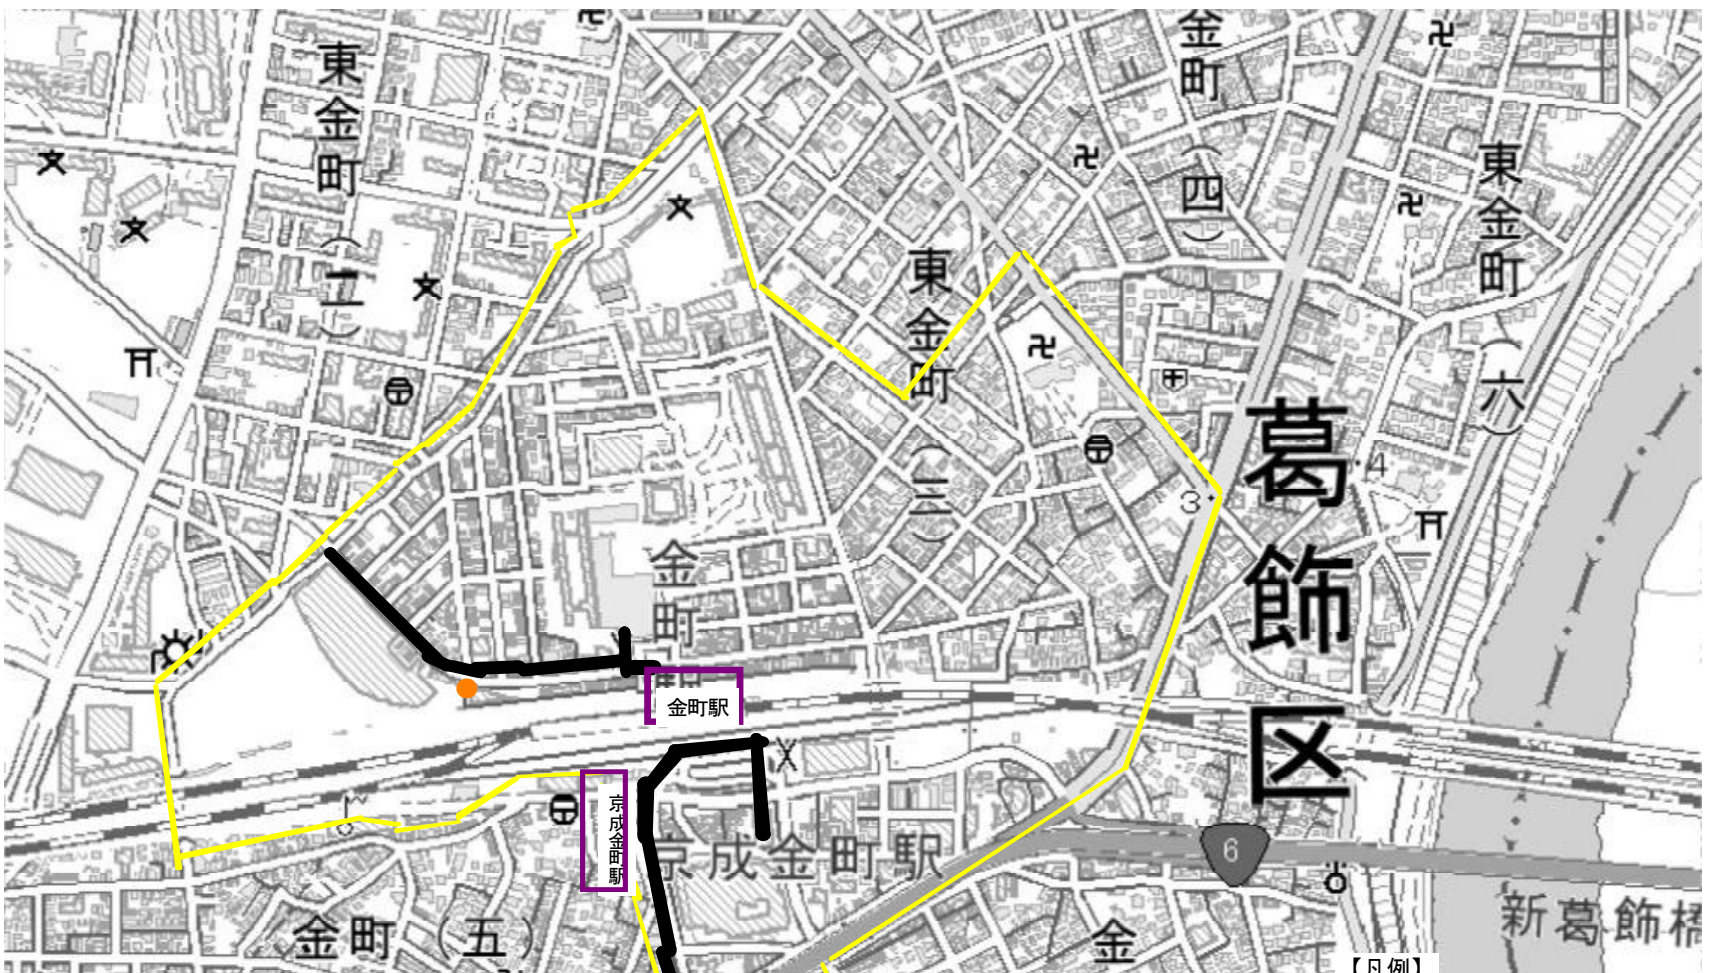 東金町(二)
金町(四)
東金町(六)
東金町(三)
葛飾区
4
3
金町
金町駅
京成金町駅
京成金町駅
6
金町(五)
金
新葛飾橋
【凡例】